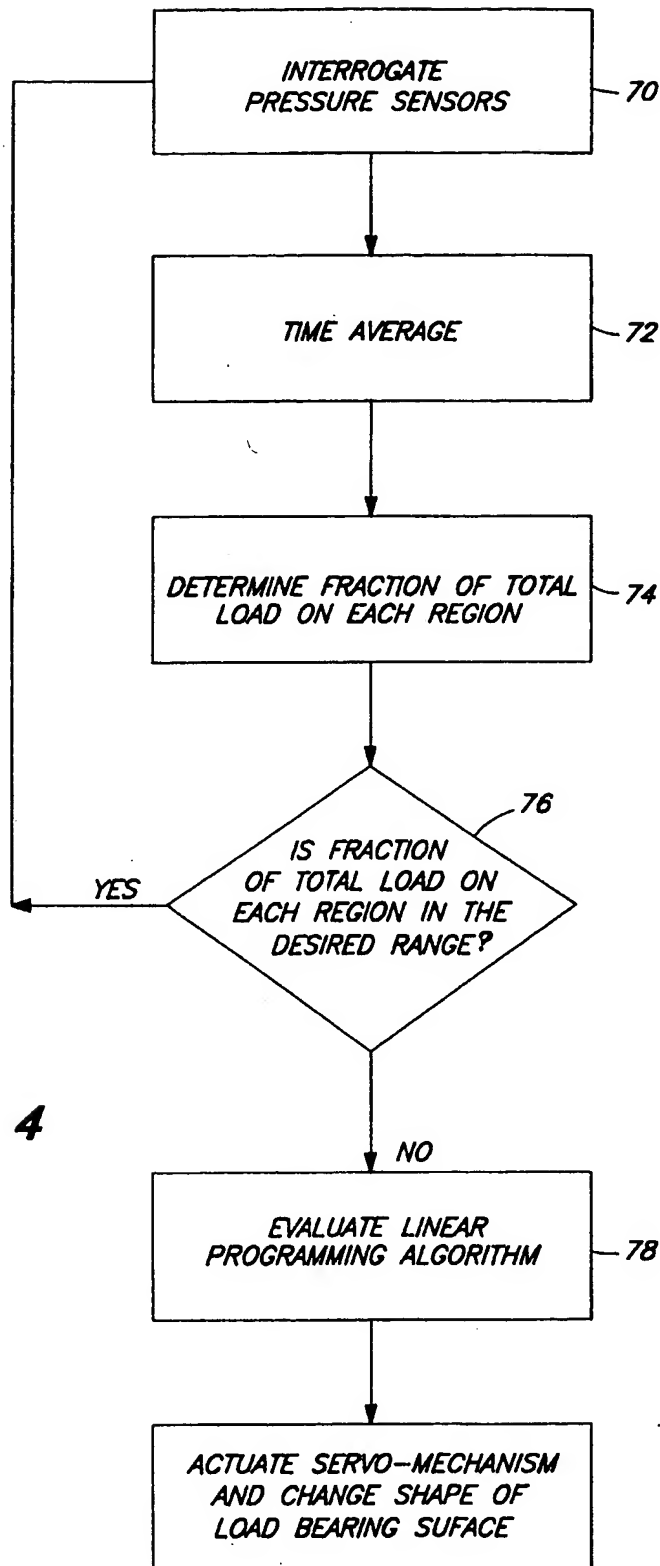 INTERROGATE
PRESSURE SENSORS
70
TIME AVERAGE
72
DETERMINE FRACTION OF TOTAL
LOAD ON EACH REGION
74
76
IS FRACTION
OF TOTAL LOAD ON
EACH REGION IN THE
DESIRED RANGE?
YES
4
NO
EVALUATE LINEAR
PROGRAMMING ALGORITHM
78
ACTUATE SERVO-MECHANISM
AND CHANGE SHAPE OF
LOAD BEARING SUFACE